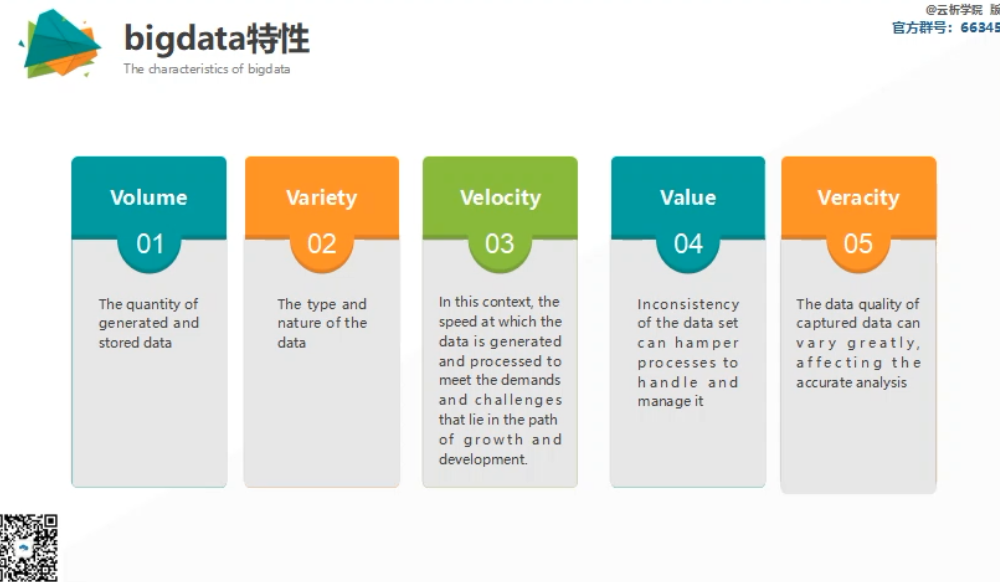 @云析学院 版
官方群号：66345
bigdata特性
The characteristics of bigdata
Volume
01
The quantity of
generated and
stored data
Variety
02
The type and
nature of the
data
Velocity
03
In this context, the
speed at which the
data is generated
and processed to
meet the demands
and challenges
that lie in the path
of growth and
development.
Value
04
Inconsistency
of the data set
can hamper
processes to
handle and
manage it
Veracity
05
The data quality of
captured data can
vary greatly,
affecting the
accurate analysis